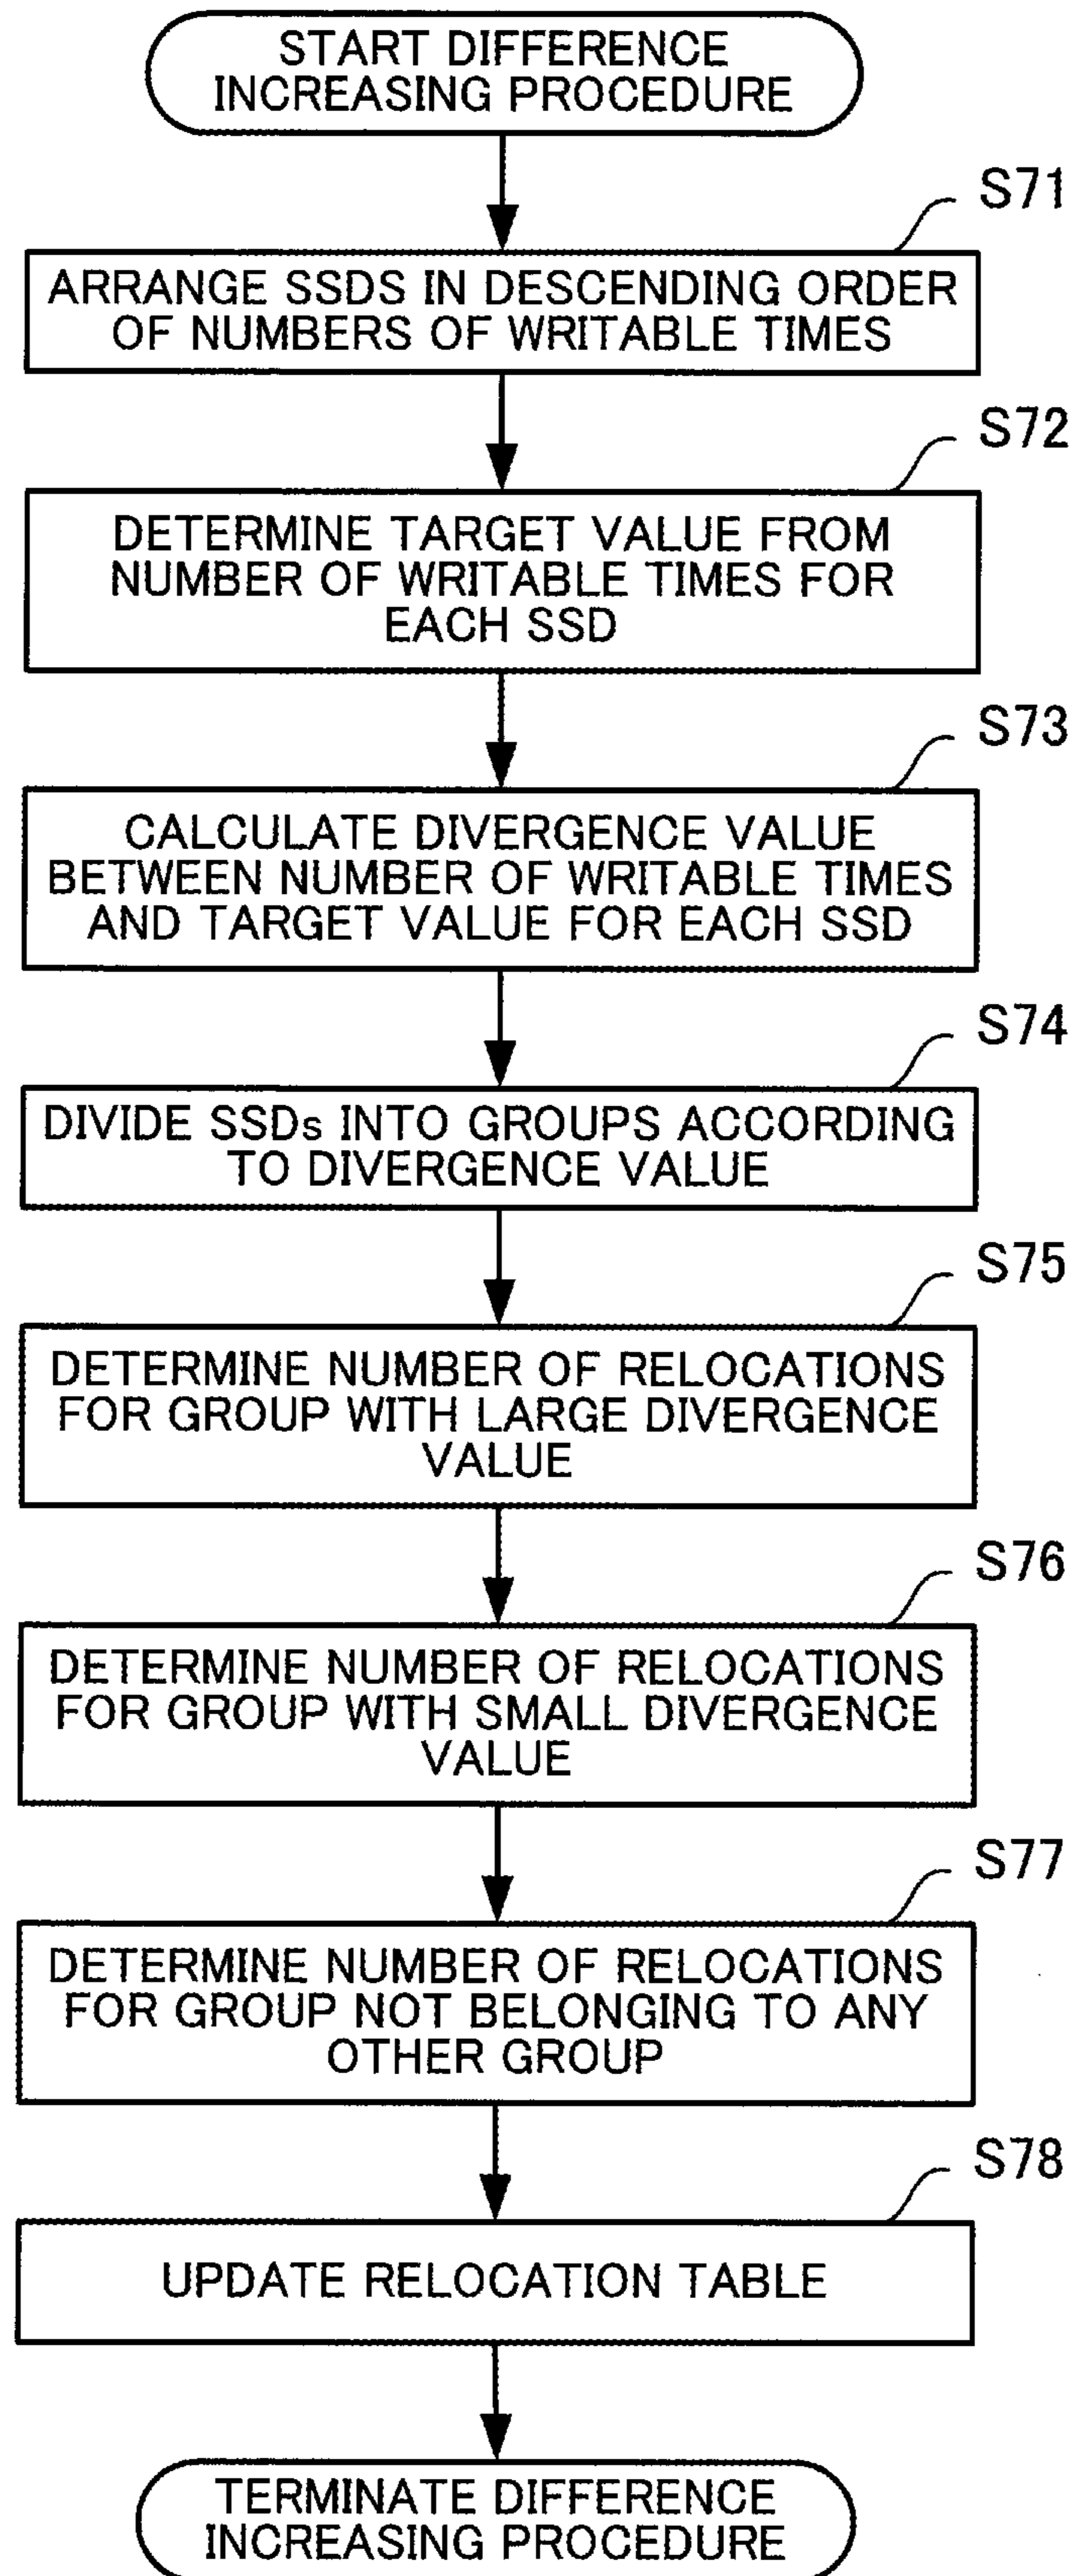 START DIFFERENCE
INCREASING PROCEDURE
S71
ARRANGE SSDS IN DESCENDING ORDER
OF NUMBERS OF WRITABLE TIMES
S72
DETERMINE TARGET VALUE FROM
NUMBER OF WRITABLE TIMES FOR
EACH SSD
S73
CALCULATE DIVERGENCE VALUE
BETWEEN NUMBER OF WRITABLE TIMES
AND TARGET VALUE FOR EACH SSD
S74
DIVIDE SSDs INTO GROUPS ACCORDING
TO DIVERGENCE VALUE
S75
DETERMINE NUMBER OF RELOCATIONS
FOR GROUP WITH LARGE DIVERGENCE
VALUE
S76
DETERMINE NUMBER OF RELOCATIONS
FOR GROUP WITH SMALL DIVERGENCE
VALUE
S77
DETERMINE NUMBER OF RELOCATIONS
FOR GROUP NOT BELONGING TO ANY
OTHER GROUP
S78
UPDATE RELOCATION TABLE
TERMINATE DIFFERENCE
INCREASING PROCEDURE